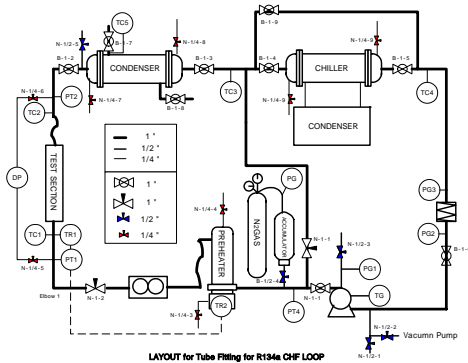 TC5
B-1-7
N-1/2-5
B-1-2
N-1/4-8
CONDENSER
B-1-3
N-1/4-7
B-1-8
B-1-9
B-1-4
N-1/4-9
CHILLER
B-1-5
N-1/4-9
CONDENSER
TC3
TC4
N-1/4-6
PT2
TC2
DP
TEST SECTION
TC1
TR1
PT1
N-1/4-5
Elbow 1
N-1-2
1 "
1/2 "
1/4 "
1 "
1 "
1/2 "
1/4 "
N-1/4-4
PREHEATER
TR2
N-1/4-3
N2GAS
PG
ACCUMULATOR
B-1/2-4
PT4
N-1-1
N-1-1
N-1/2-3
PG1
TG
PG3
PG2
N-1/2-2
Vacumn Pump
N-1/2-1
LAYOUT for Tube Fitting for R134a CHF LOOP